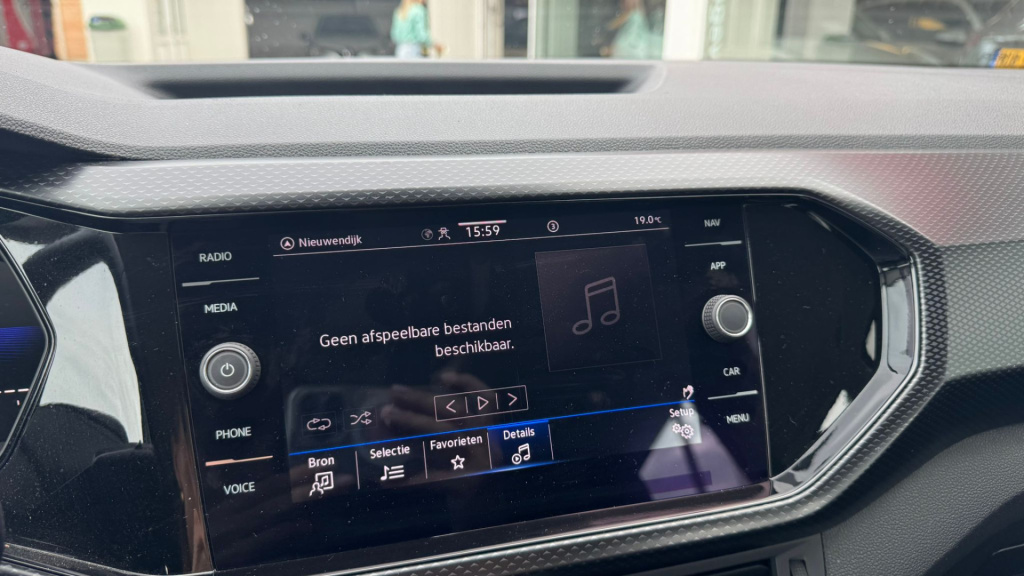 RADIO
MEDIA
PHONE
VOICE
Nieuwendijk
15:59
3
19.0°C
Geen afspeelbare bestanden
beschikbaar.
Bron
Selectie
Favorieten
Details
Setup
NAV
APP
CAR
MENU